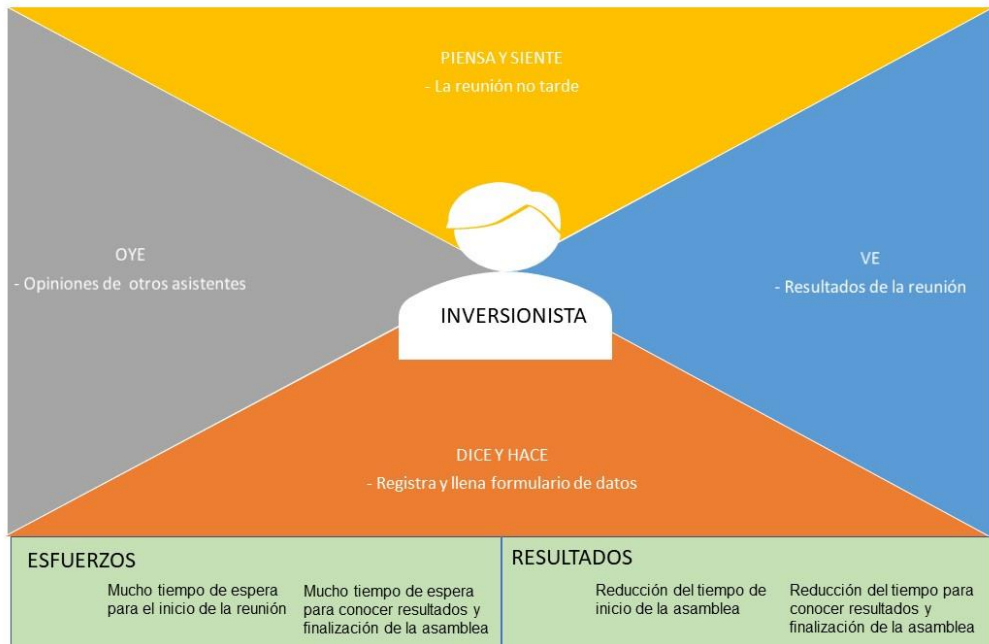 PIENSA Y SIENTE
- La reunión no tarde
OYE
- Opiniones de otros asistentes
VE
- Resultados de la reunión
INVERSIONISTA
DICE Y HACE
- Registra y llena formulario de datos
ESFUERZOS
Mucho tiempo de espera
para el inicio de la reunión
Mucho tiempo de espera
para conocer resultados y
finalización de la asamblea
RESULTADOS
Reducción del tiempo de
inicio de la asamblea
Reducción del tiempo para
conocer resultados y
finalización de la asamblea